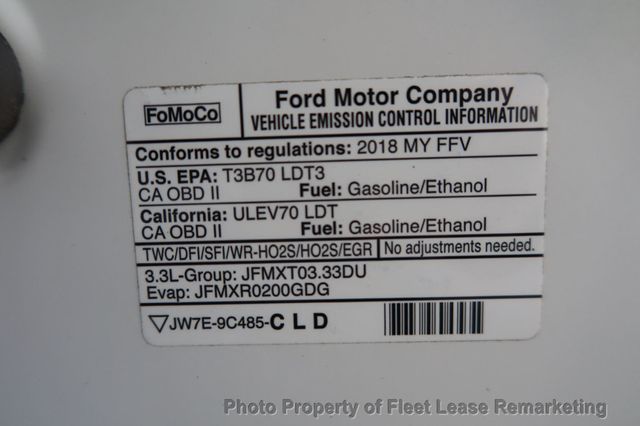 FoMoCo
Ford Motor Company
VEHICLE EMISSION CONTROL INFORMATION
Conforms to regulations: 2018 MY FFV
U.S. EPA: T3B70 LDT3
CA OBD II Fuel: Gasoline/Ethanol
California: ULEV70 LDT
CA OBD II Fuel: Gasoline/Ethanol
TWC/DFI/SFI/WR-HO2S/HO2S/EGR No adjustments needed.
3.3L-Group: JFMXT03.33DU
Evap: JFMXR0200GDG
JW7E-9C485-C L D
Photo Property of Fleet Lease Remarketing